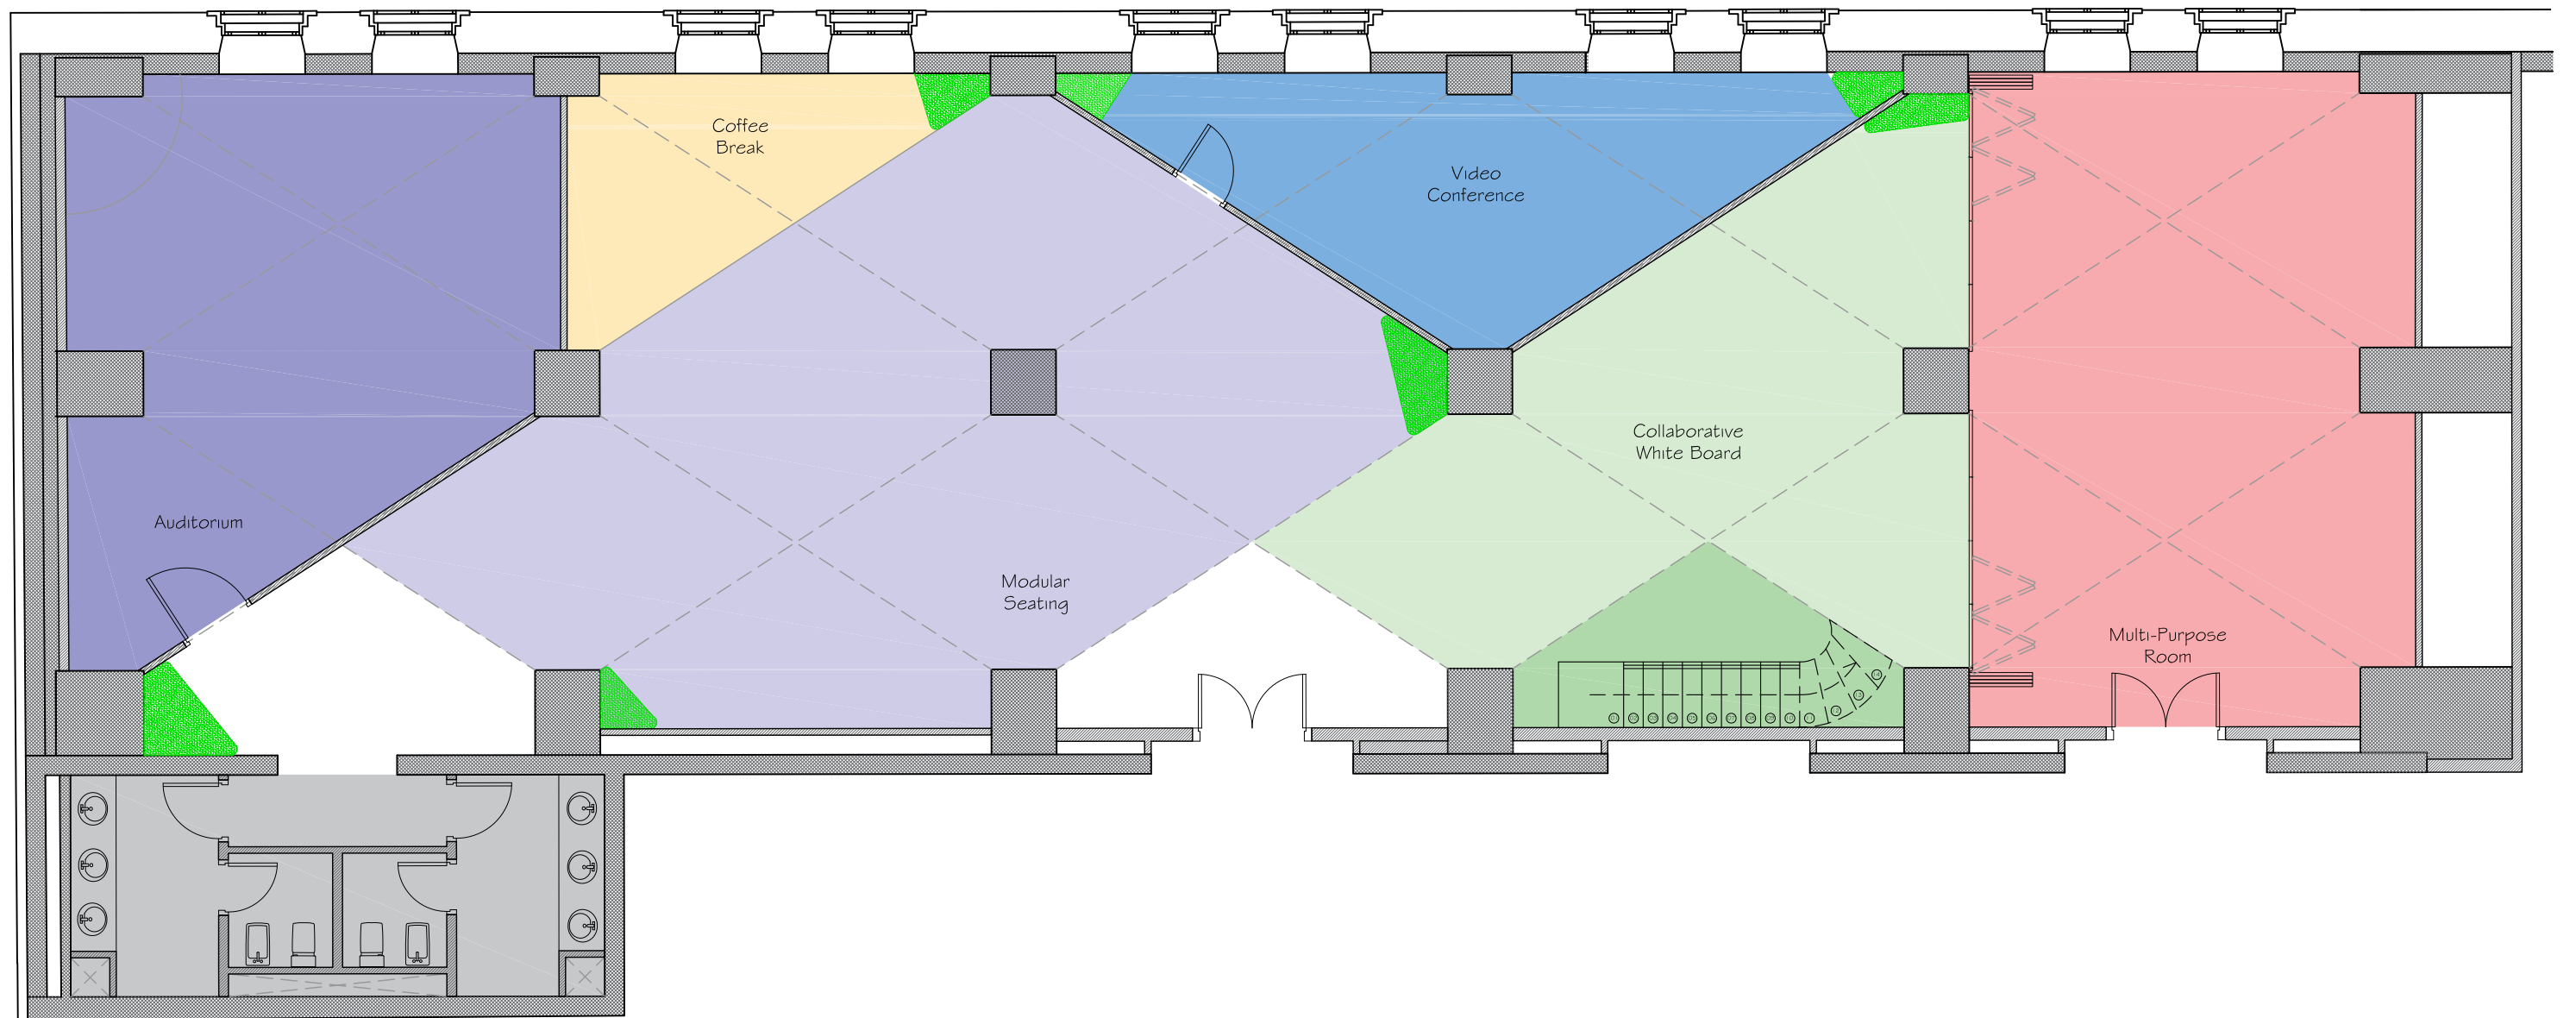 Coffee
Break
Video
Conference
Collaborative
White Board
Auditorium
Modular
Seating
Multi-Purpose
Room